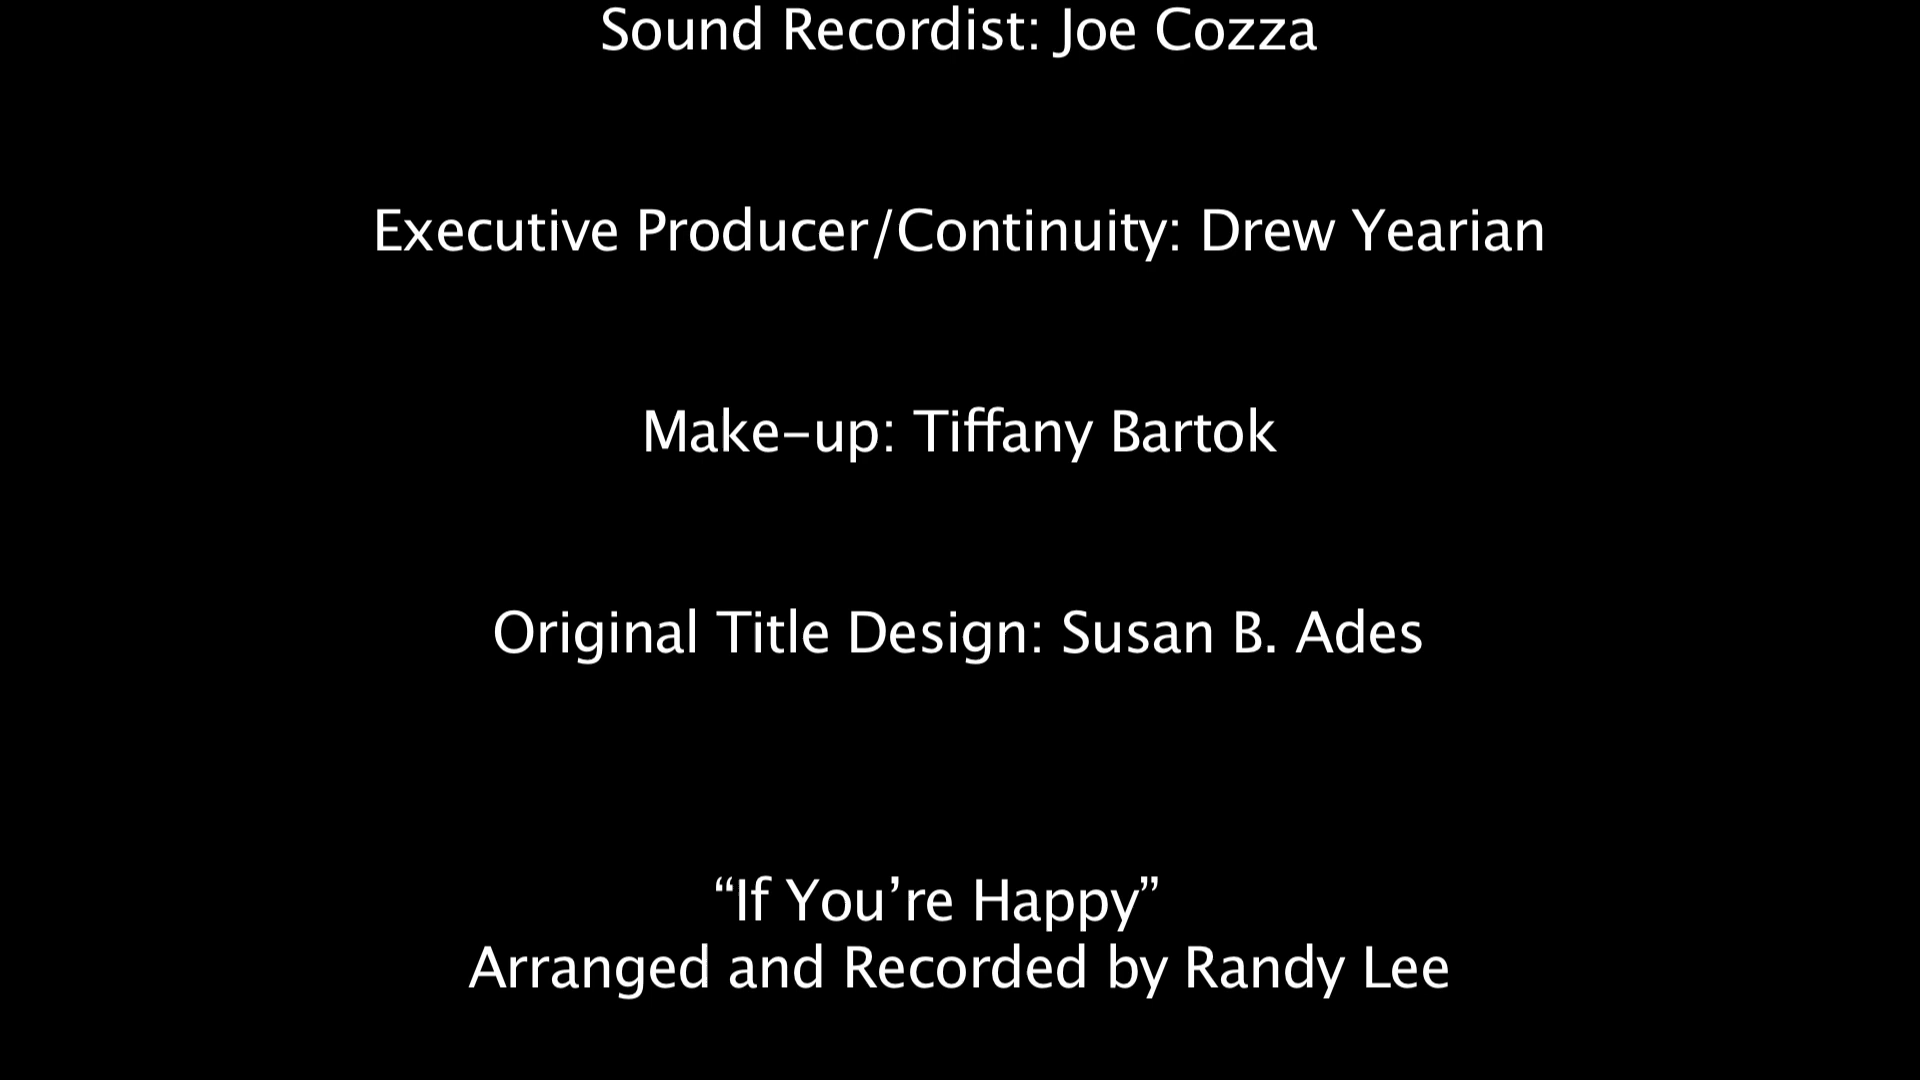 Sound Recordist: Joe Cozza
Executive Producer/Continuity: Drew Yearian
Make-up: Tiffany Bartok
Original Title Design: Susan B. Ades
“If You’re Happy”
Arranged and Recorded by Randy Lee